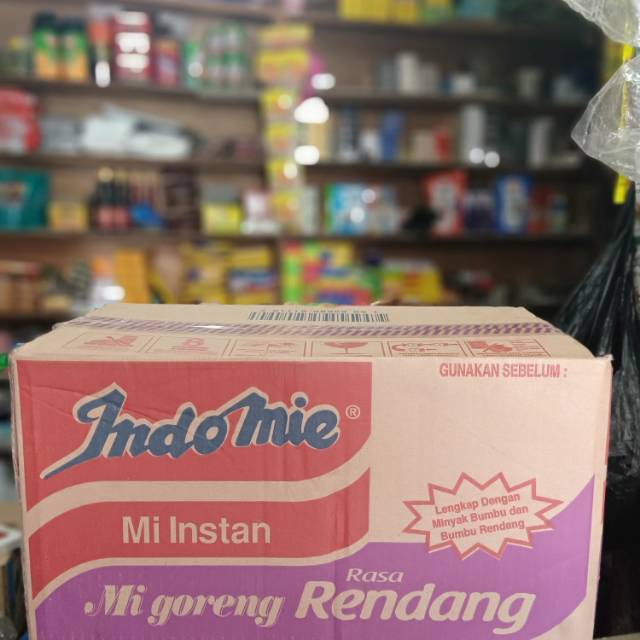 GUNAKAN SEBELUM :
Indomie®
Mi Instan
Lengkap Dengan
Minyak Bumbu dan
Bumbu Rendang
Rasa
Mi goreng Rendang